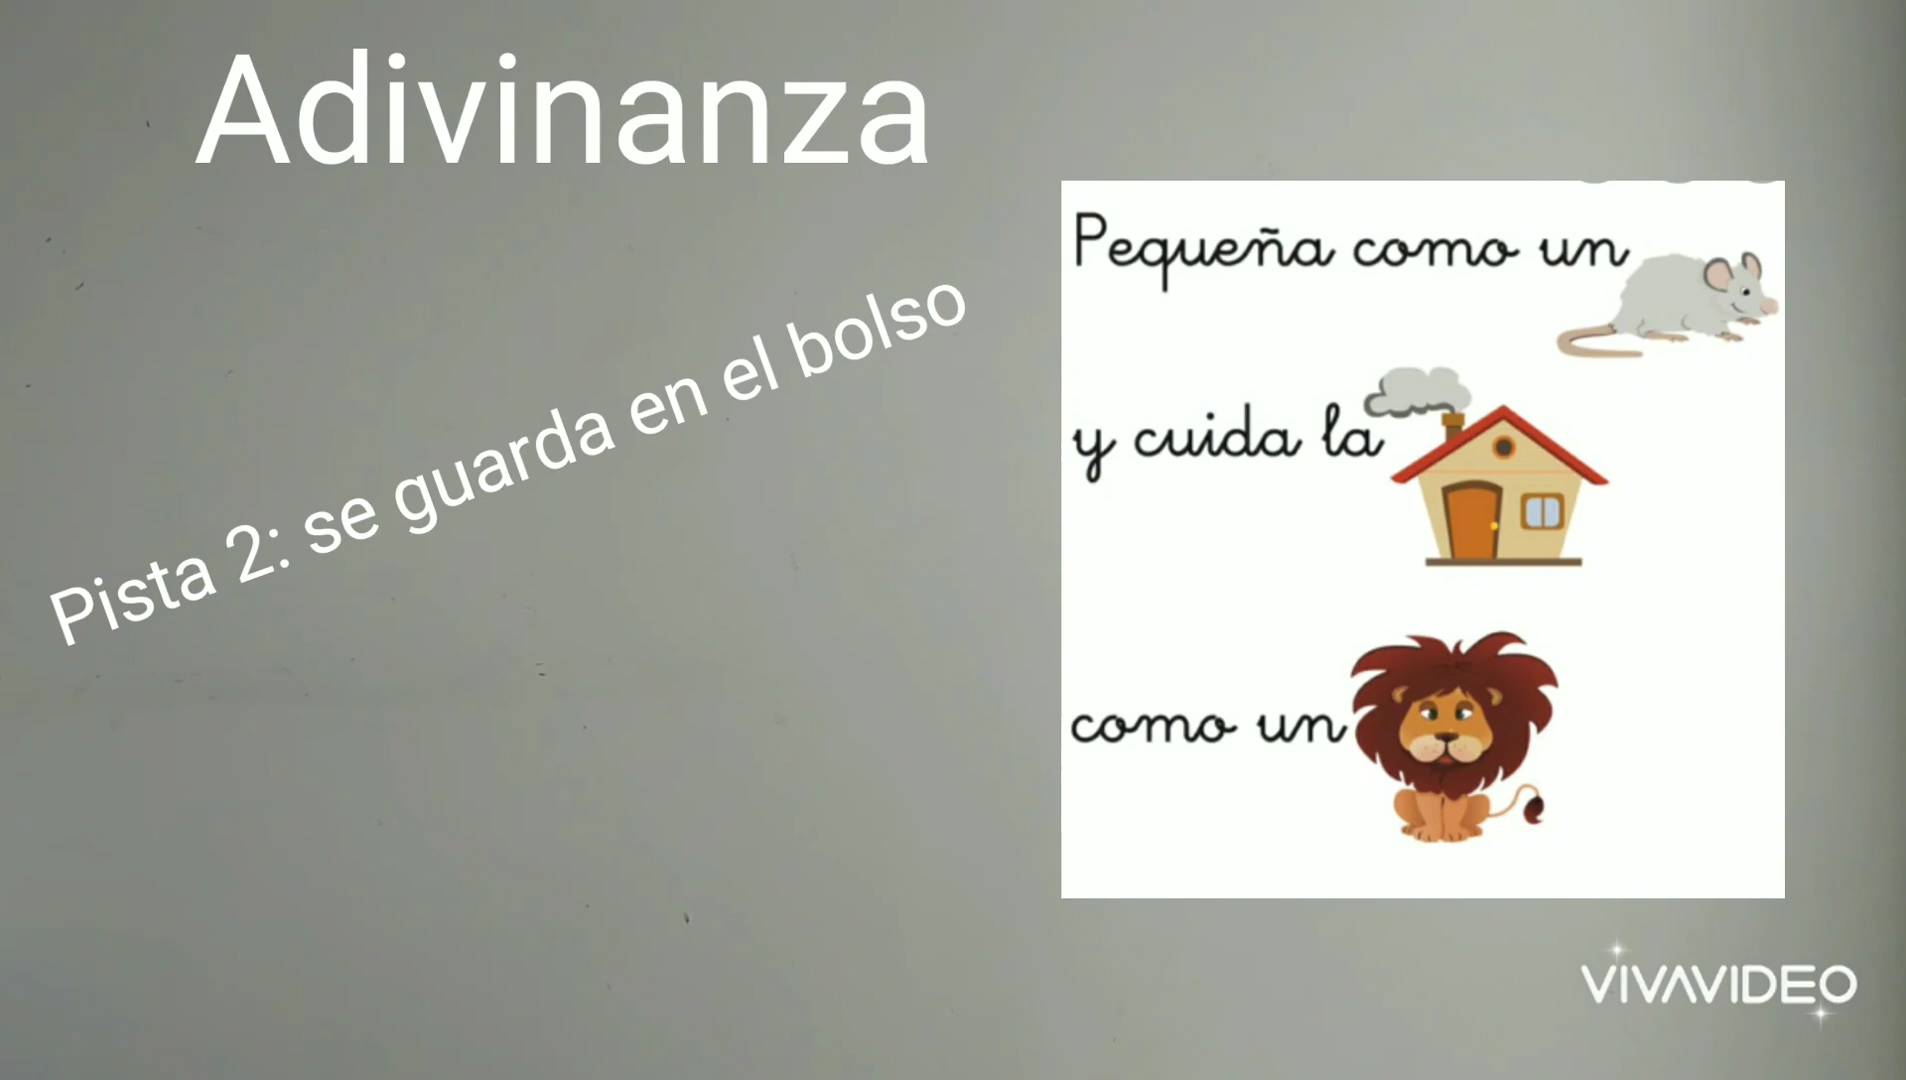 Adivinanza
Pista 2: se guarda en el bolso
Pequeña como un
y cuida la
como un
VIVAVIDEO